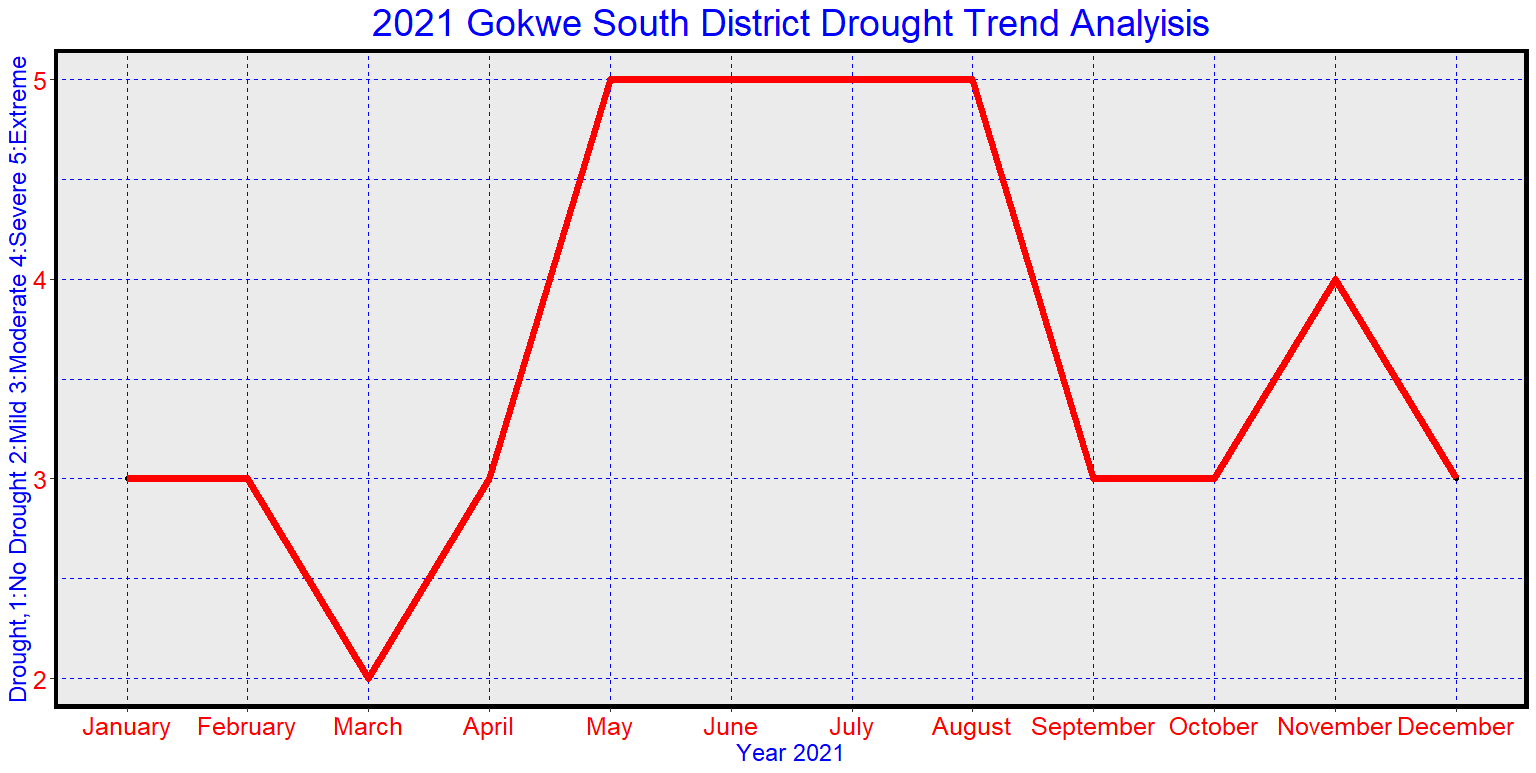 2021 Gokwe South District Drought Trend Analyisis
Drought,1:No Drought 2:Mild 3:Moderate 4:Severe 5:Extreme
5
4
3
2
January February March April May June July August September October November December
Year 2021